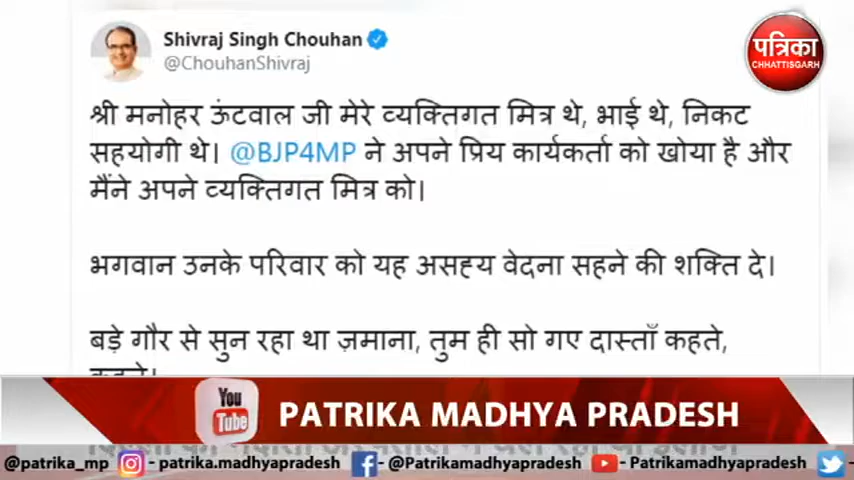 Shivraj Singh Chouhan
@ChouhanShivraj
पत्रिका
CHHATTISGARH
श्री मनोहर ऊंटवाल जी मेरे व्यक्तिगत मित्र थे, भाई थे, निकट
सहयोगी थे। @BJP4MP ने अपने प्रिय कार्यकर्ता को खोया है और
मैंने अपने व्यक्तिगत मित्र को।
भगवान उनके परिवार को यह असह्य वेदना सहने की शक्ति दे।
बड़े गौर से सुन रहा था ज़माना, तुम ही सो गए दास्ताँ कहते,
You
Tube
PATRIKA MADHYA PRADESH
@patrika_mp - patrika.madhyapradesh - @Patrikamadhyapradesh - Patrikamadhyapradesh